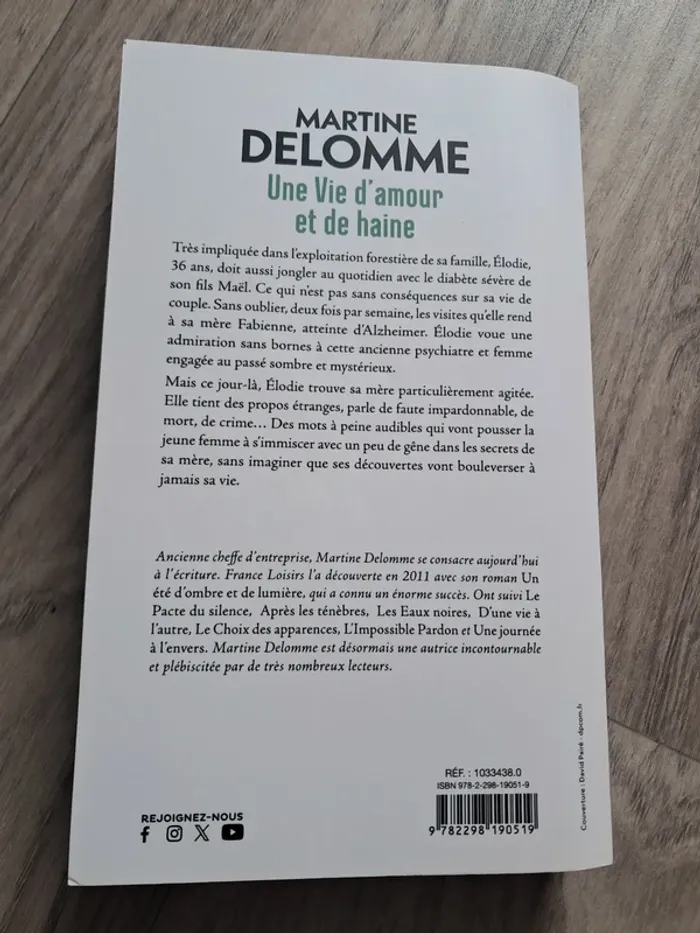 MARTINE
DELOMME
Une Vie d'amour
et de haine
Très impliquée dans l'exploitation forestière de sa famille, Élodie,
36 ans, doit aussi jongler au quotidien avec le diabète sévère de
son fils Maël. Ce qui n'est pas sans conséquences sur sa vie de
couple. Sans oublier, deux fois par semaine, les visites qu'elle rend
à sa mère Fabienne, atteinte d'Alzheimer. Élodie voue une
admiration sans bornes à cette ancienne psychiatre et femme
engagée au passé sombre et mystérieux.
Mais ce jour-là, Élodie trouve sa mère particulièrement agitée.
Elle tient des propos étranges, parle de faute impardonnable, de
mort, de crime… Des mots à peine audibles qui vont pousser la
jeune femme à s'immiscer avec un peu de gêne dans les secrets de
sa mère, sans imaginer que ses découvertes vont bouleverser à
jamais sa vie.
Ancienne cheffe d'entreprise, Martine Delomme se consacre aujourd'hui
à l'écriture. France Loisirs l'a découverte en 2011 avec son roman Un
été d'ombre et de lumière, qui a connu un énorme succès. Ont suivi Le
Pacte du silence, Après les ténèbres, Les Eaux noires, D'une vie à
l'autre, Le Choix des apparences, L'Impossible Pardon et Une journée
à l'envers. Martine Delomme est désormais une autrice incontournable
et plébiscitée par de très nombreux lecteurs.
Couverture : David Pairé - dpcom.fr
RÉF. : 1033438.0
ISBN 978-2-298-19051-9
9 782298 190519
REJOIGNEZ-NOUS